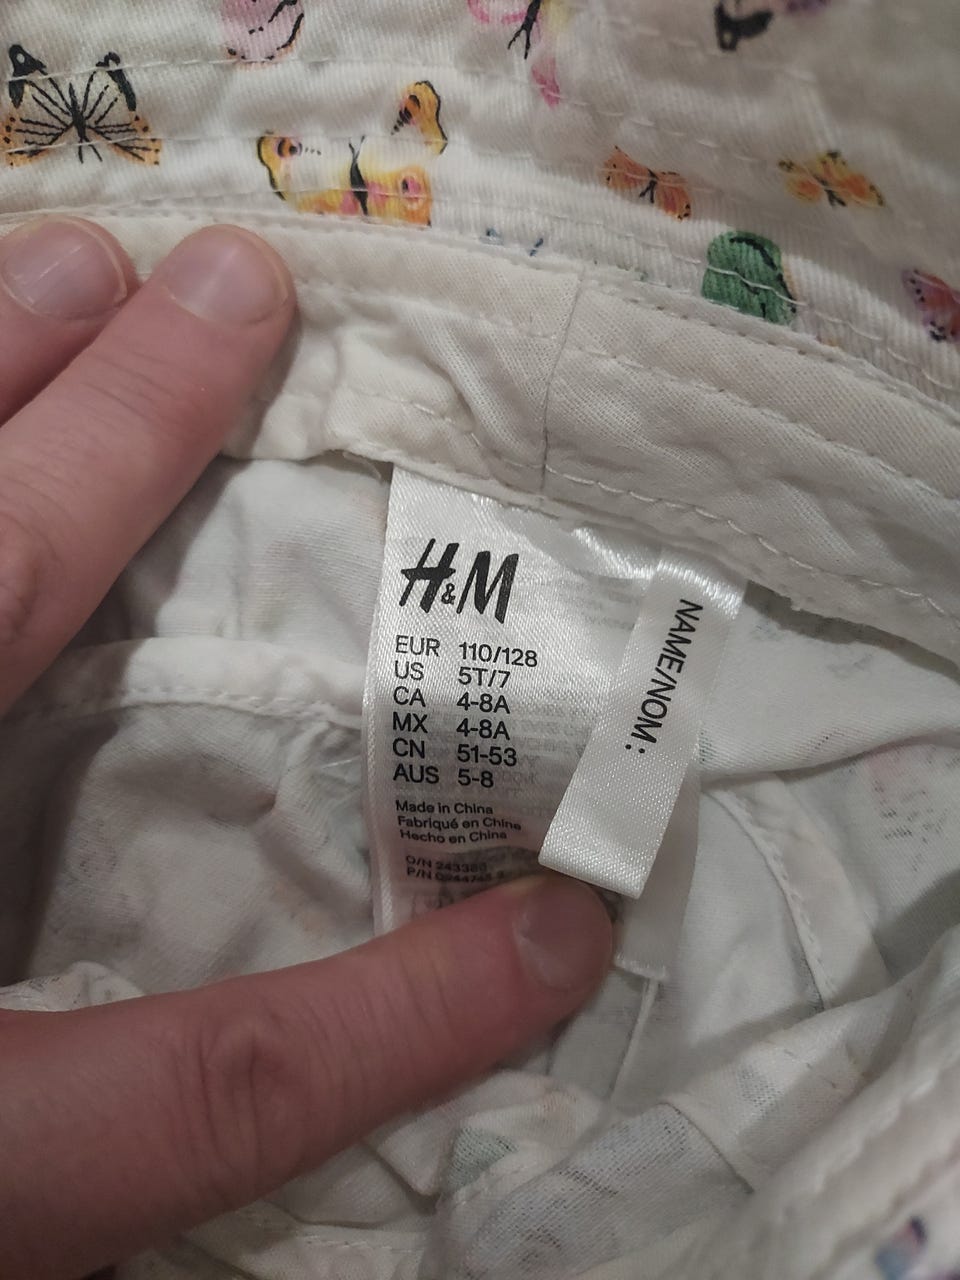 H&M
EUR 110/128
US 5T/7
CA 4-8A
MX 4-8A
CN 51-53
AUS 5-8
Made in China
Fabriqué en China
Hecho en China
O/N
P/N
NAME/NOM: